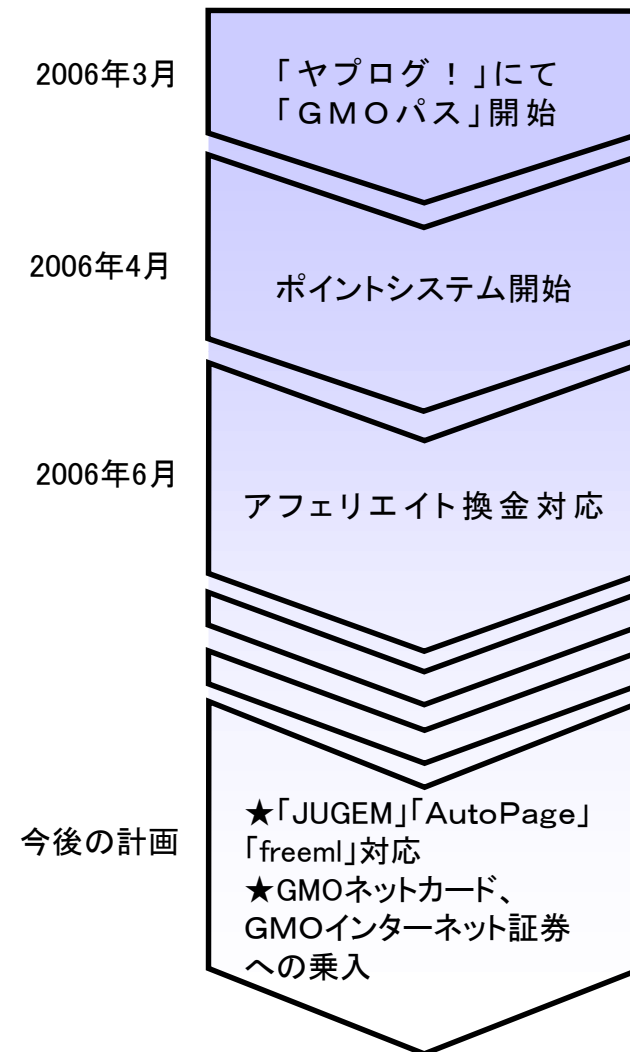 2006年3月
「ヤプログ！」にて
「ＧＭＯパス」開始
2006年4月
ポイントシステム開始
2006年6月
アフェリエイト換金対応
今後の計画
★「JUGEM」「AutoPage」
「freeml」対応
★GMOネットカード、
GMOインターネット証券
への乗入